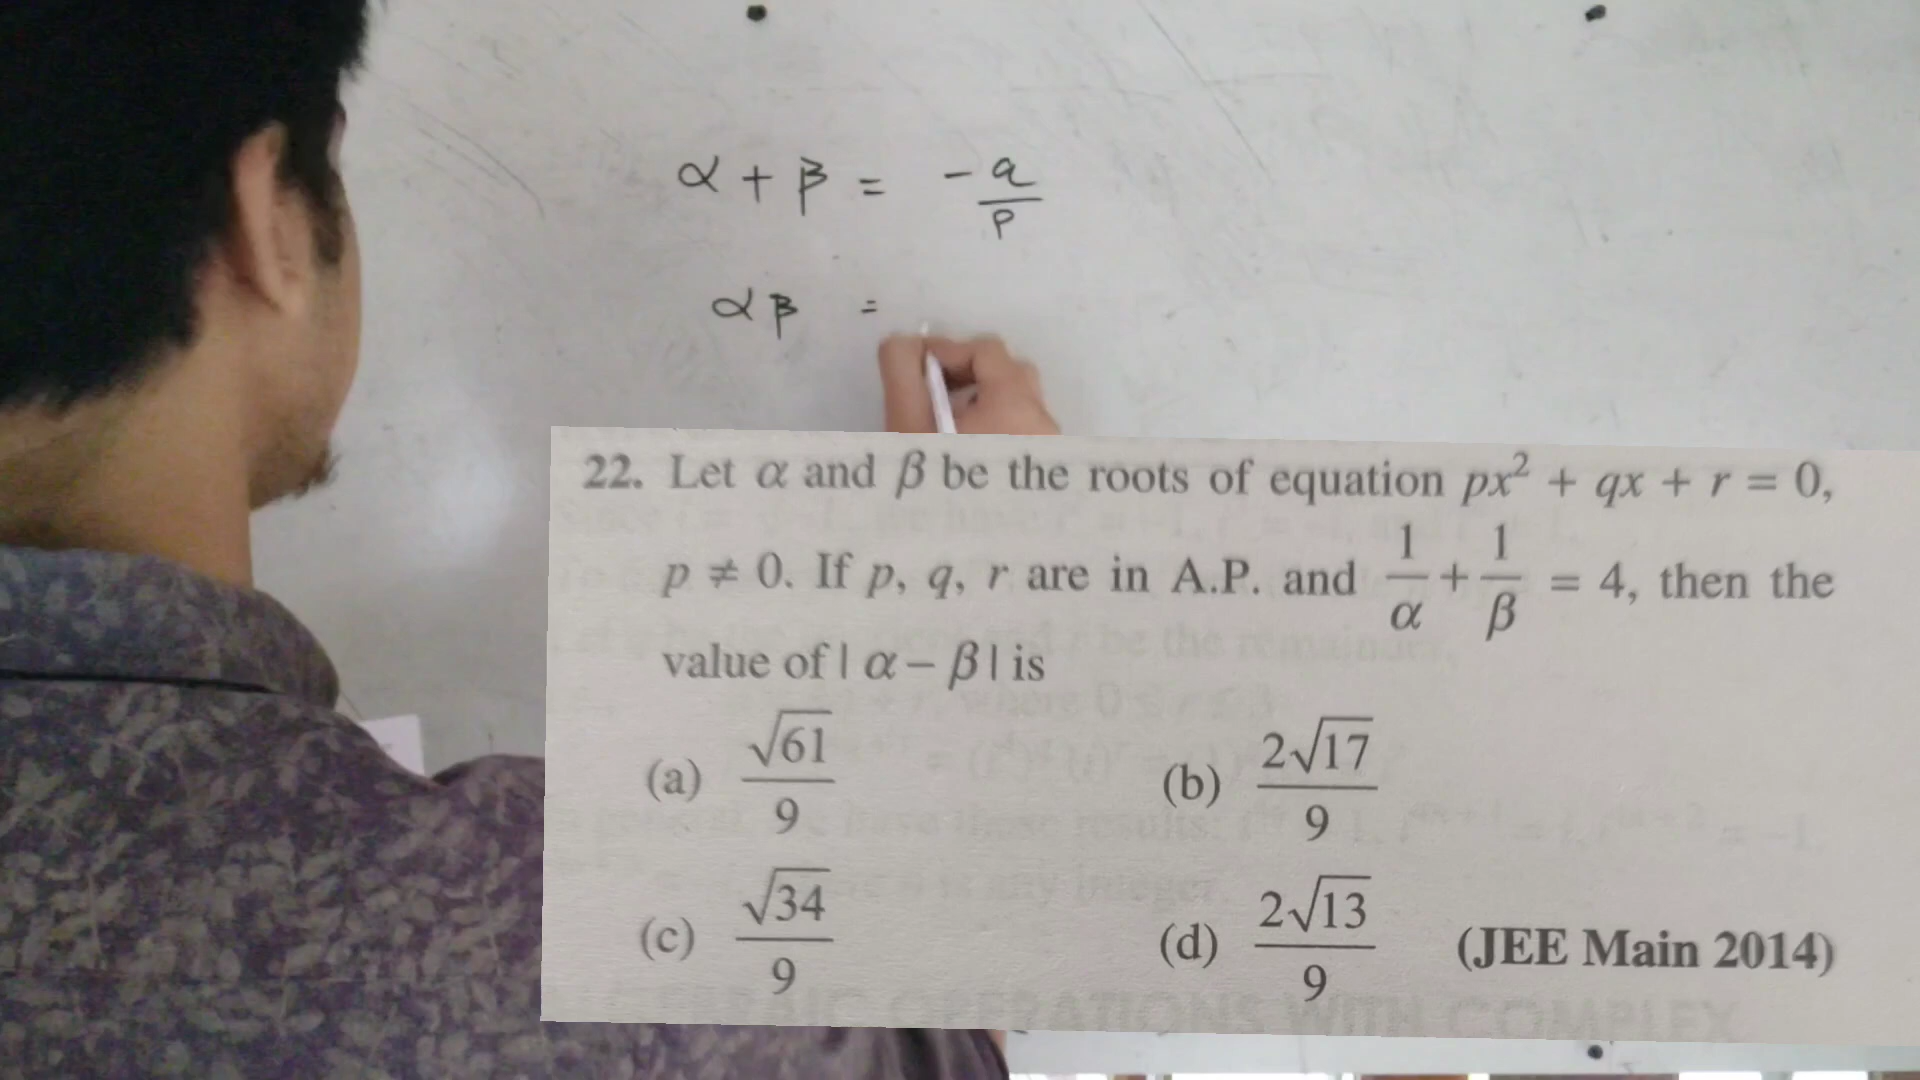 α + β = - q/p
αβ =
22. Let α and β be the roots of equation px² + qx + r = 0,
p ≠ 0. If p, q, r are in A.P. and 1/α + 1/β = 4, then the
value of | α – β | is
(a) √61/9 (b) 2√17/9
(c) √34/9 (d) 2√13/9 (JEE Main 2014)